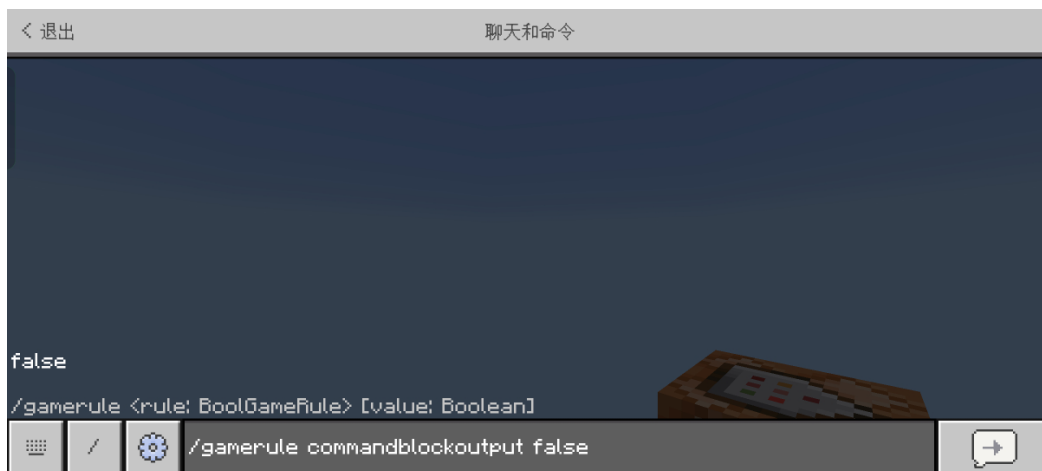 退出
聊天和命令
false
/gamerule <rule: BoolGameRule> [value: Boolean]
/
/gamerule commandblockoutput false